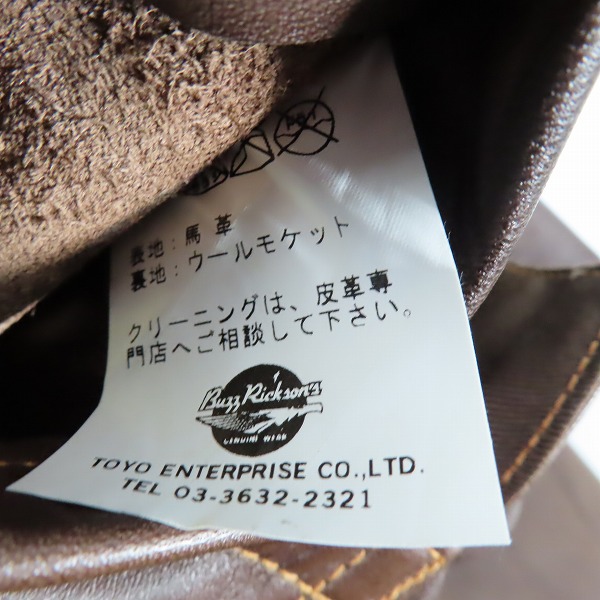 表地:馬革
裏地:ウールモケット
クリーニングは、皮革専
門店へご相談して下さい。
Buzz Rickson's
GENUINE WEAR
TOYO ENTERPRISE CO.,LTD.
TEL 03-3632-2321